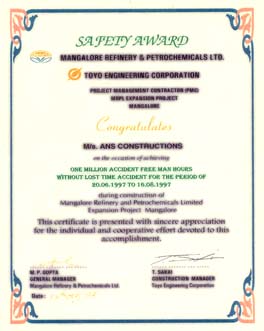 SAFETY AWARD
MANGALORE REFINERY & PETROCHEMICALS LTD.
TOYO ENGINEERING CORPORATION
PROJECT MANAGEMENT CONTRACTOR (PMC)
MRPL EXPANSION PROJECT
MANGALORE
Congratulates
M/s. ANS CONSTRUCTIONS
on the occasion of achieving
ONE MILLION ACCIDENT FREE MAN HOURS
WITHOUT LOST TIME ACCIDENT FOR THE PERIOD OF
20.06.1997 TO 16.08.1997
during construction of
Mangalore Refinery and Petrochemicals Limited
Expansion Project Mangalore
This certificate is presented with sincere appreciation
for the individual and cooperative effort devoted to this
accomplishment.
M. P. GUPTA
GENERAL MANAGER
Mangalore Refinery & Petrochemicals Ltd.
T. SAKAI
CONSTRUCTION MANAGER
Toyo Engineering Corporation
Date: